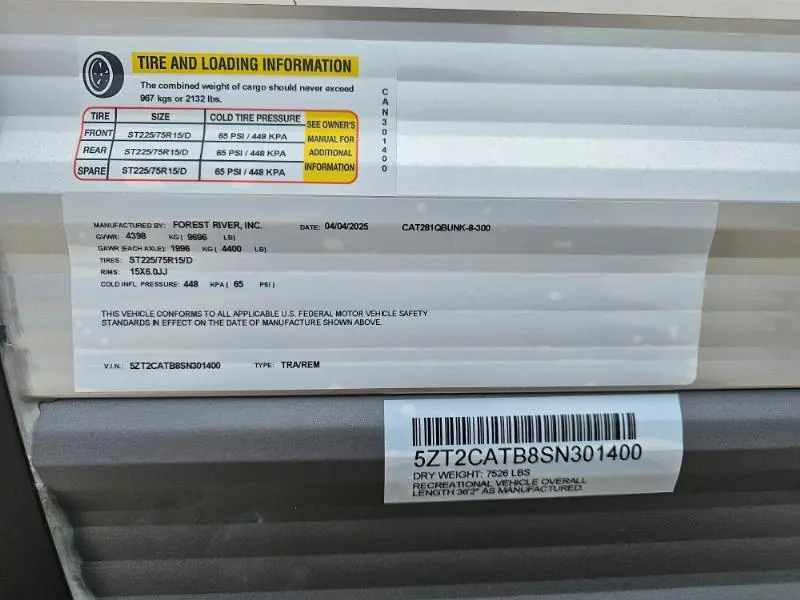 TIRE AND LOADING INFORMATION
The combined weight of cargo should never exceed
967 kgs or 2132 lbs.
TIRE SIZE COLD TIRE PRESSURE
FRONT ST225/75R15/D 65 PSI / 448 KPA
REAR ST225/75R15/D 65 PSI / 448 KPA
SPARE ST225/75R15/D 65 PSI / 448 KPA
SEE OWNER'S
MANUAL FOR
ADDITIONAL
INFORMATION
CAN301400
MANUFACTURED BY: FOREST RIVER, INC. DATE: 04/04/2025 CAT281QBUNK-8-300
GVWR: 4398 KG ( 9696 LB)
GAWR (EACH AXLE): 1996 KG ( 4400 LB)
TIRES: ST225/75R15/D
RIMS: 15X6.0JJ
COLD INFL. PRESSURE: 448 KPA ( 65 PSI )
THIS VEHICLE CONFORMS TO ALL APPLICABLE U.S. FEDERAL MOTOR VEHICLE SAFETY
STANDARDS IN EFFECT ON THE DATE OF MANUFACTURE SHOWN ABOVE.
V.I.N.: 5ZT2CATB8SN301400 TYPE: TRA/REM
5ZT2CATB8SN301400
DRY WEIGHT: 7526 LBS
RECREATIONAL VEHICLE OVERALL
LENGTH 36'2" AS MANUFACTURED.